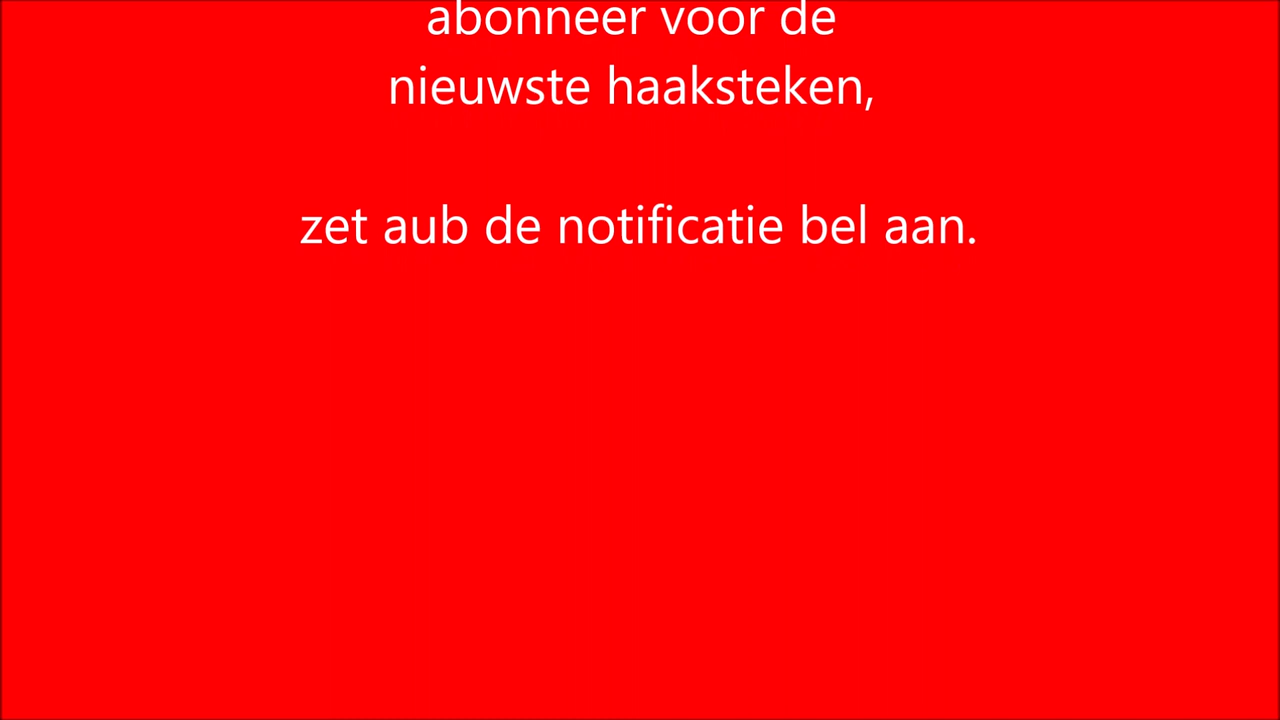 abonneer voor de
nieuwste haaksteken,
zet aub de notificatie bel aan.